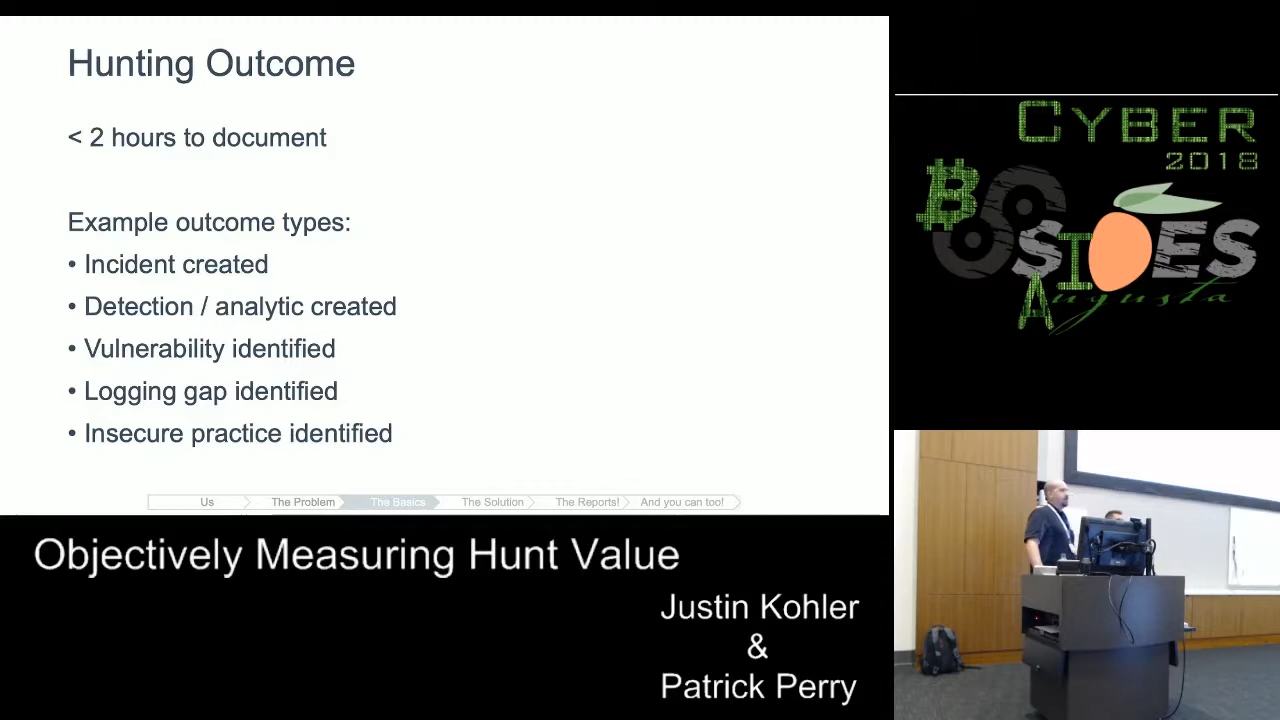 Hunting Outcome
< 2 hours to document
Example outcome types:
• Incident created
• Detection / analytic created
• Vulnerability identified
• Logging gap identified
• Insecure practice identified
Us
The Problem
The Basics
The Solution
The Reports!
And you can too!
Objectively Measuring Hunt Value
Justin Kohler
&
Patrick Perry
CYBER
2018
BSIDES
Augusta